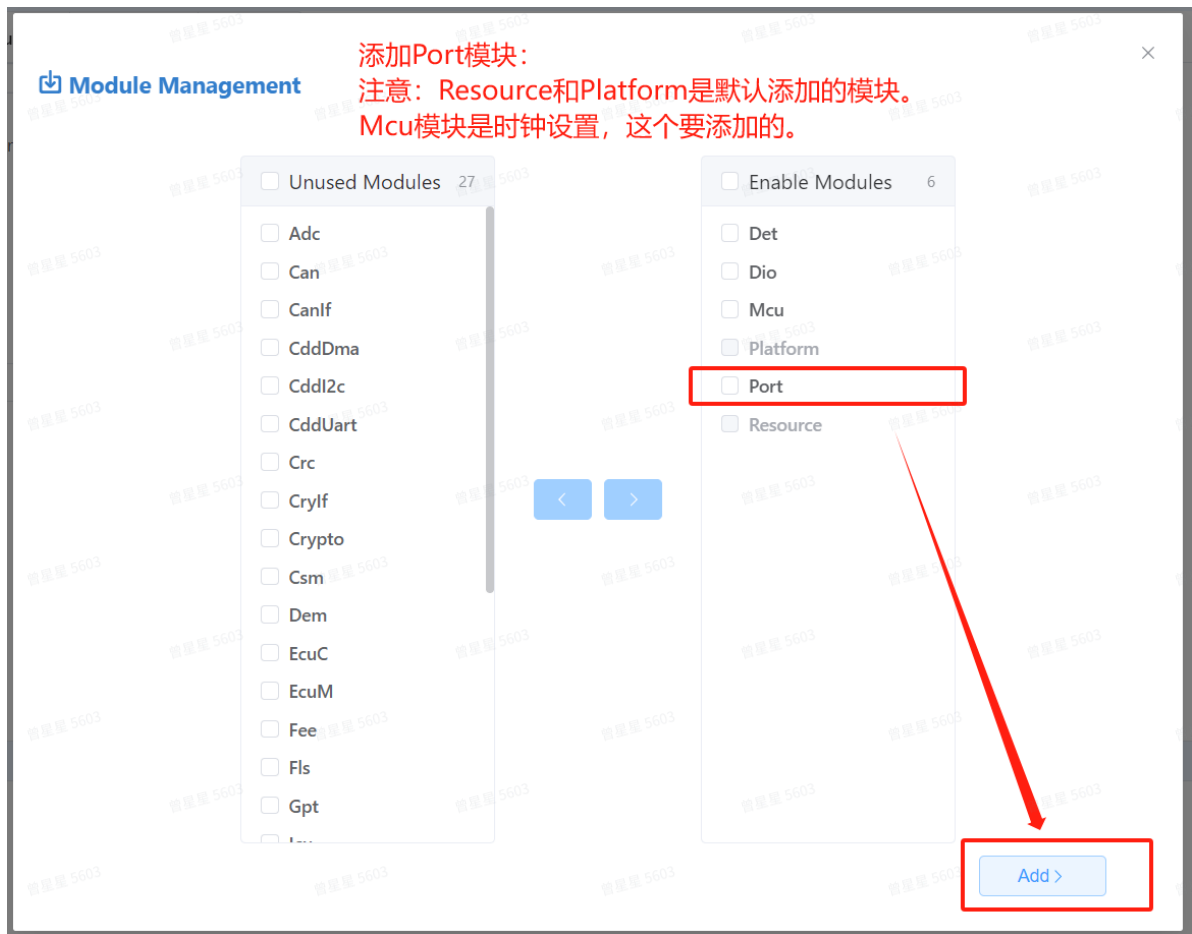 添加Port模块：
注意：Resource和Platform是默认添加的模块。
Mcu模块是时钟设置，这个要添加的。
Module Management
Unused Modules 27
Adc
Can
CanIf
CddDma
CddI2c
CddUart
Crc
CryIf
Crypto
Csm
Dem
EcuC
EcuM
Fee
Fls
Gpt
Enable Modules 6
Det
Dio
Mcu
Platform
Port
Resource
Add >
曾星星 5603